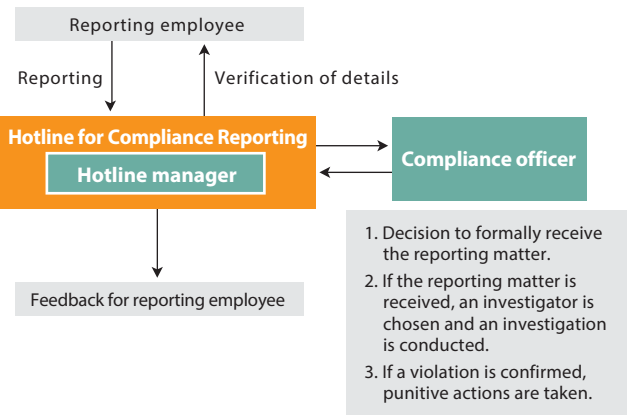 Reporting employee
Reporting
Verification of details
Hotline for Compliance Reporting
Hotline manager
Compliance officer
Feedback for reporting employee
1. Decision to formally receive
the reporting matter.
2. If the reporting matter is
received, an investigator is
chosen and an investigation
is conducted.
3. If a violation is confirmed,
punitive actions are taken.